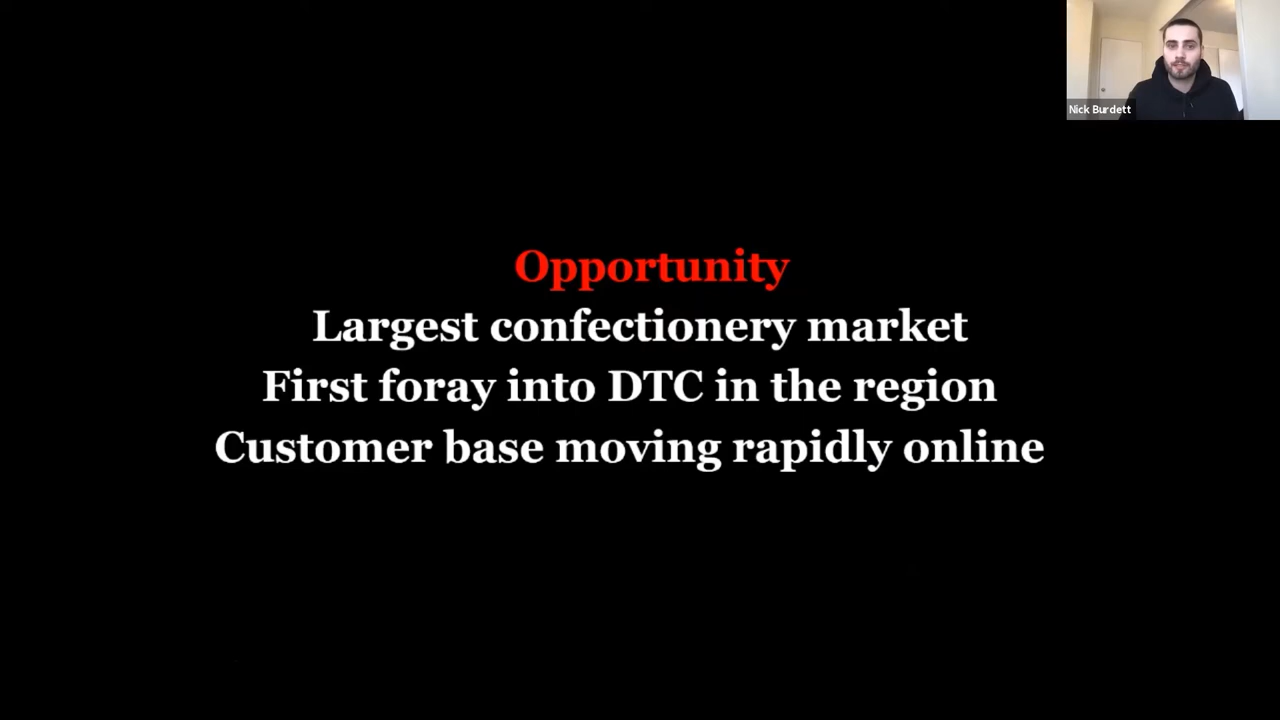 Nick Burdett
Opportunity
Largest confectionery market
First foray into DTC in the region
Customer base moving rapidly online